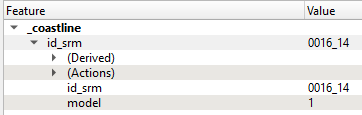 Feature Value
_coastline
id_srm 0016_14
(Derived)
(Actions)
id_srm 0016_14
model 1